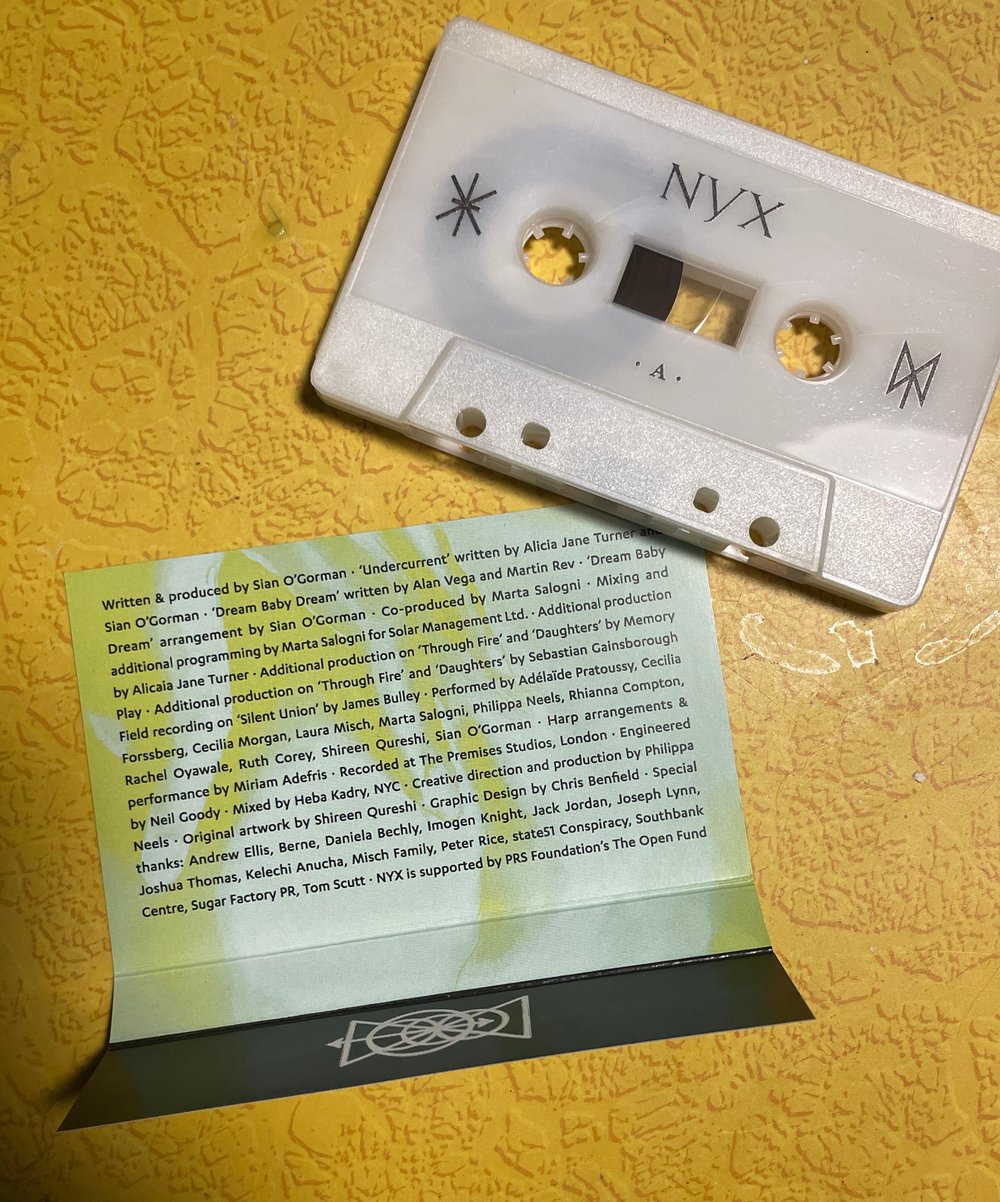 NYX
· A ·
Written & produced by Sian O'Gorman · 'Undercurrent' written by Alicia Jane Turner and
Sian O'Gorman · 'Dream Baby Dream' written by Alan Vega and Martin Rev · 'Dream Baby
Dream' arrangement by Sian O'Gorman · Co-produced by Marta Salogni · Mixing and
additional programming by Marta Salogni for Solar Management Ltd. · Additional production
by Alicaia Jane Turner · Additional production on 'Through Fire' and 'Daughters' by Memory
Play · Additional production on 'Through Fire' and 'Daughters' by Sebastian Gainsborough
Field recording on 'Silent Union' by James Bulley · Performed by Adélaïde Pratoussy, Cecilia
Forssberg, Cecilia Morgan, Laura Misch, Marta Salogni, Philippa Neels, Rhianna Compton,
Rachel Oyawale, Ruth Corey, Shireen Qureshi, Sian O'Gorman · Harp arrangements &
performance by Miriam Adefris · Recorded at The Premises Studios, London · Engineered
by Neil Goody · Mixed by Heba Kadry, NYC · Creative direction and production by Philippa
Neels · Original artwork by Shireen Qureshi · Graphic Design by Chris Benfield · Special
thanks: Andrew Ellis, Berne, Daniela Bechly, Imogen Knight, Jack Jordan, Joseph Lynn,
Joshua Thomas, Kelechi Anucha, Misch Family, Peter Rice, state51 Conspiracy, Southbank
Centre, Sugar Factory PR, Tom Scutt · NYX is supported by PRS Foundation's The Open Fund